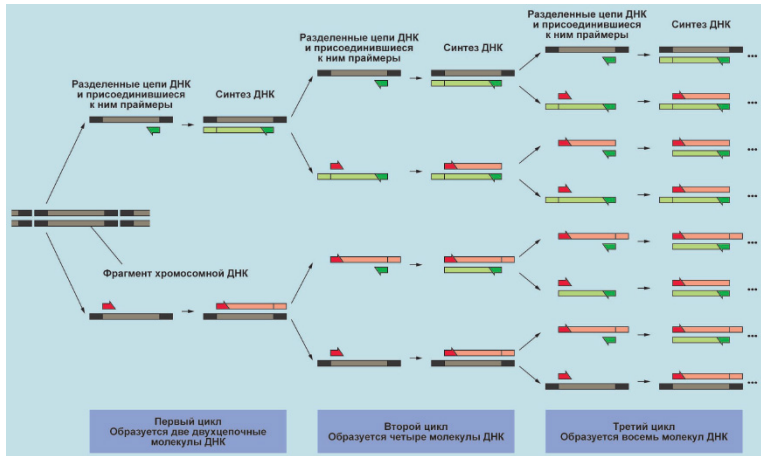 Разделенные цепи ДНК
и присоединившиеся
к ним праймеры
Синтез ДНК
Разделенные цепи ДНК
и присоединившиеся
к ним праймеры
Синтез ДНК
Разделенные цепи ДНК
и присоединившиеся
к ним праймеры
Синтез ДНК
Фрагмент хромосомной ДНК
Первый цикл
Образуется две двухцепочные
молекулы ДНК
Второй цикл
Образуется четыре молекулы ДНК
Третий цикл
Образуется восемь молекул ДНК